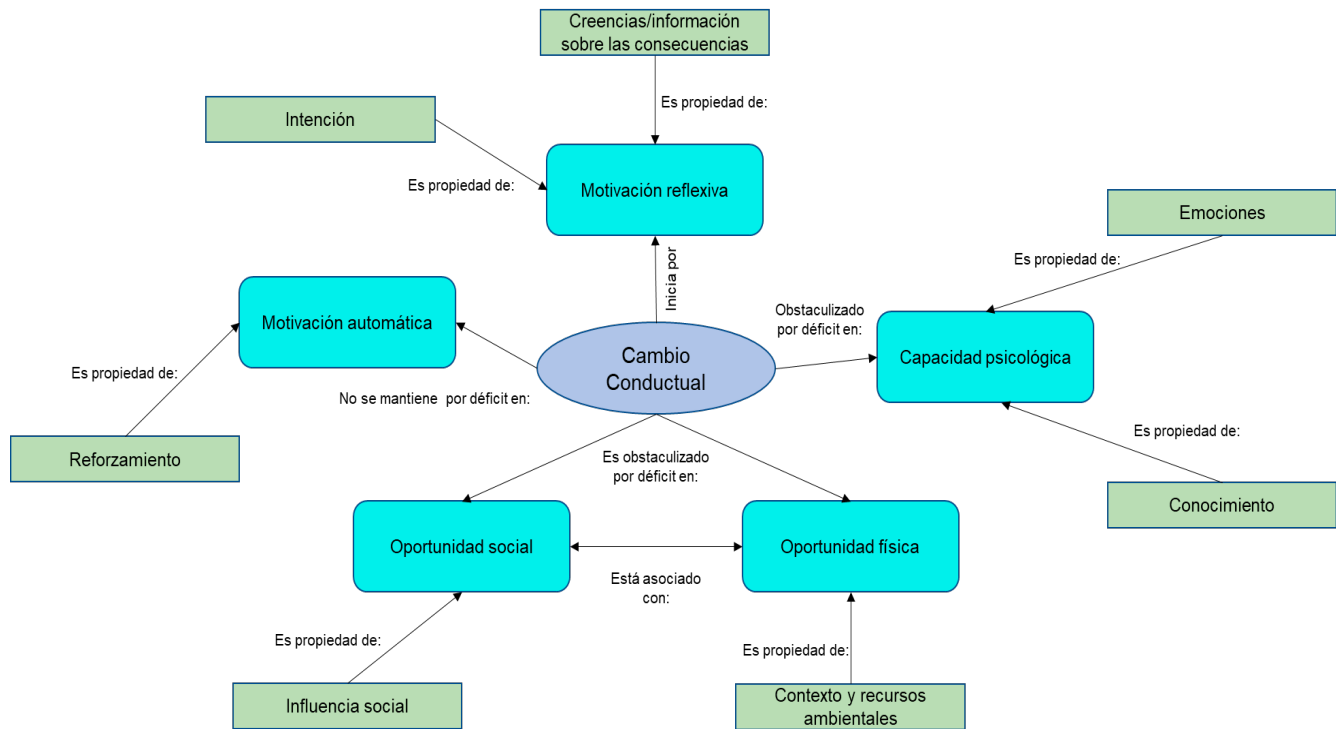 Creencias/información
sobre las consecuencias
Es propiedad de:
Intención
Es propiedad de:
Motivación reflexiva
Emociones
Es propiedad de:
Inicia por
Motivación automática
Obstaculizado
por déficit en:
Capacidad psicológica
Cambio
Conductual
Es propiedad de:
No se mantiene por déficit en:
Es propiedad de:
Reforzamiento
Es obstaculizado
por déficit en:
Conocimiento
Oportunidad social
Oportunidad física
Está asociado
con:
Es propiedad de:
Es propiedad de:
Influencia social
Contexto y recursos
ambientales